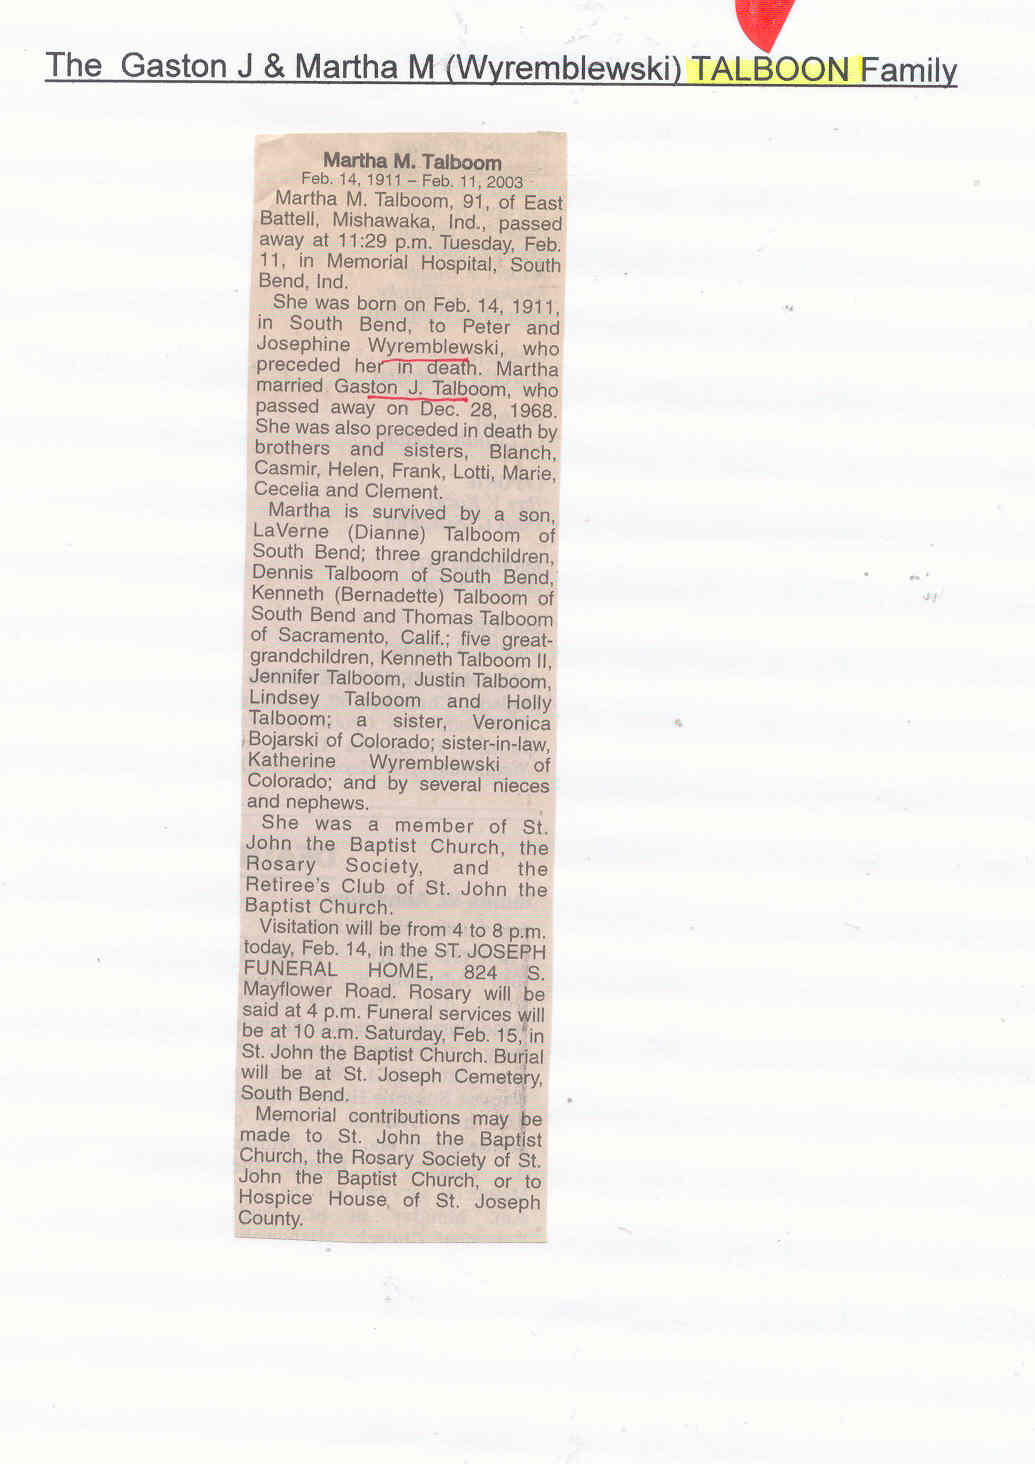 The Gaston J & Martha M (Wyremblewski) TALBOON Family
Martha M. Talboom
Feb. 14, 1911 – Feb. 11, 2003
Martha M. Talboom, 91, of East
Battell, Mishawaka, Ind., passed
away at 11:29 p.m. Tuesday, Feb.
11, in Memorial Hospital, South
Bend, Ind.
She was born on Feb. 14, 1911,
in South Bend, to Peter and
Josephine Wyremblewski, who
preceded her in death. Martha
married Gaston J. Talboom, who
passed away on Dec. 28, 1968.
She was also preceded in death by
brothers and sisters, Blanch,
Casmir, Helen, Frank, Lotti, Marie,
Cecelia and Clement.
Martha is survived by a son,
LaVerne (Dianne) Talboom of
South Bend; three grandchildren,
Dennis Talboom of South Bend,
Kenneth (Bernadette) Talboom of
South Bend and Thomas Talboom
of Sacramento, Calif.; five great-
grandchildren, Kenneth Talboom II,
Jennifer Talboom, Justin Talboom,
Lindsey Talboom and Holly
Talboom; a sister, Veronica
Bojarski of Colorado; sister-in-law,
Katherine Wyremblewski of
Colorado; and by several nieces
and nephews.
She was a member of St.
John the Baptist Church, the
Rosary Society, and the
Retiree's Club of St. John the
Baptist Church.
Visitation will be from 4 to 8 p.m.
today, Feb. 14, in the ST. JOSEPH
FUNERAL HOME, 824 S.
Mayflower Road. Rosary will be
said at 4 p.m. Funeral services will
be at 10 a.m. Saturday, Feb. 15, in
St. John the Baptist Church. Burial
will be at St. Joseph Cemetery,
South Bend.
Memorial contributions may be
made to St. John the Baptist
Church, the Rosary Society of St.
John the Baptist Church, or to
Hospice House of St. Joseph
County.